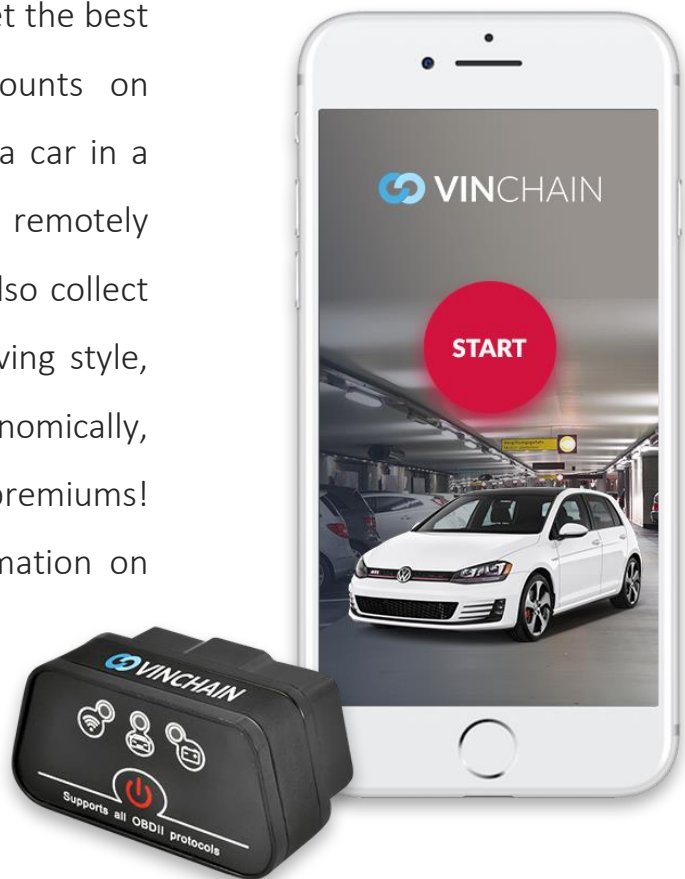 et the best
ounts on
a car in a
remotely
lso collect
ving style,
nomically,
premiums!
mation on
VINCHAIN
START
VINCHAIN
Supports all OBDII protocols